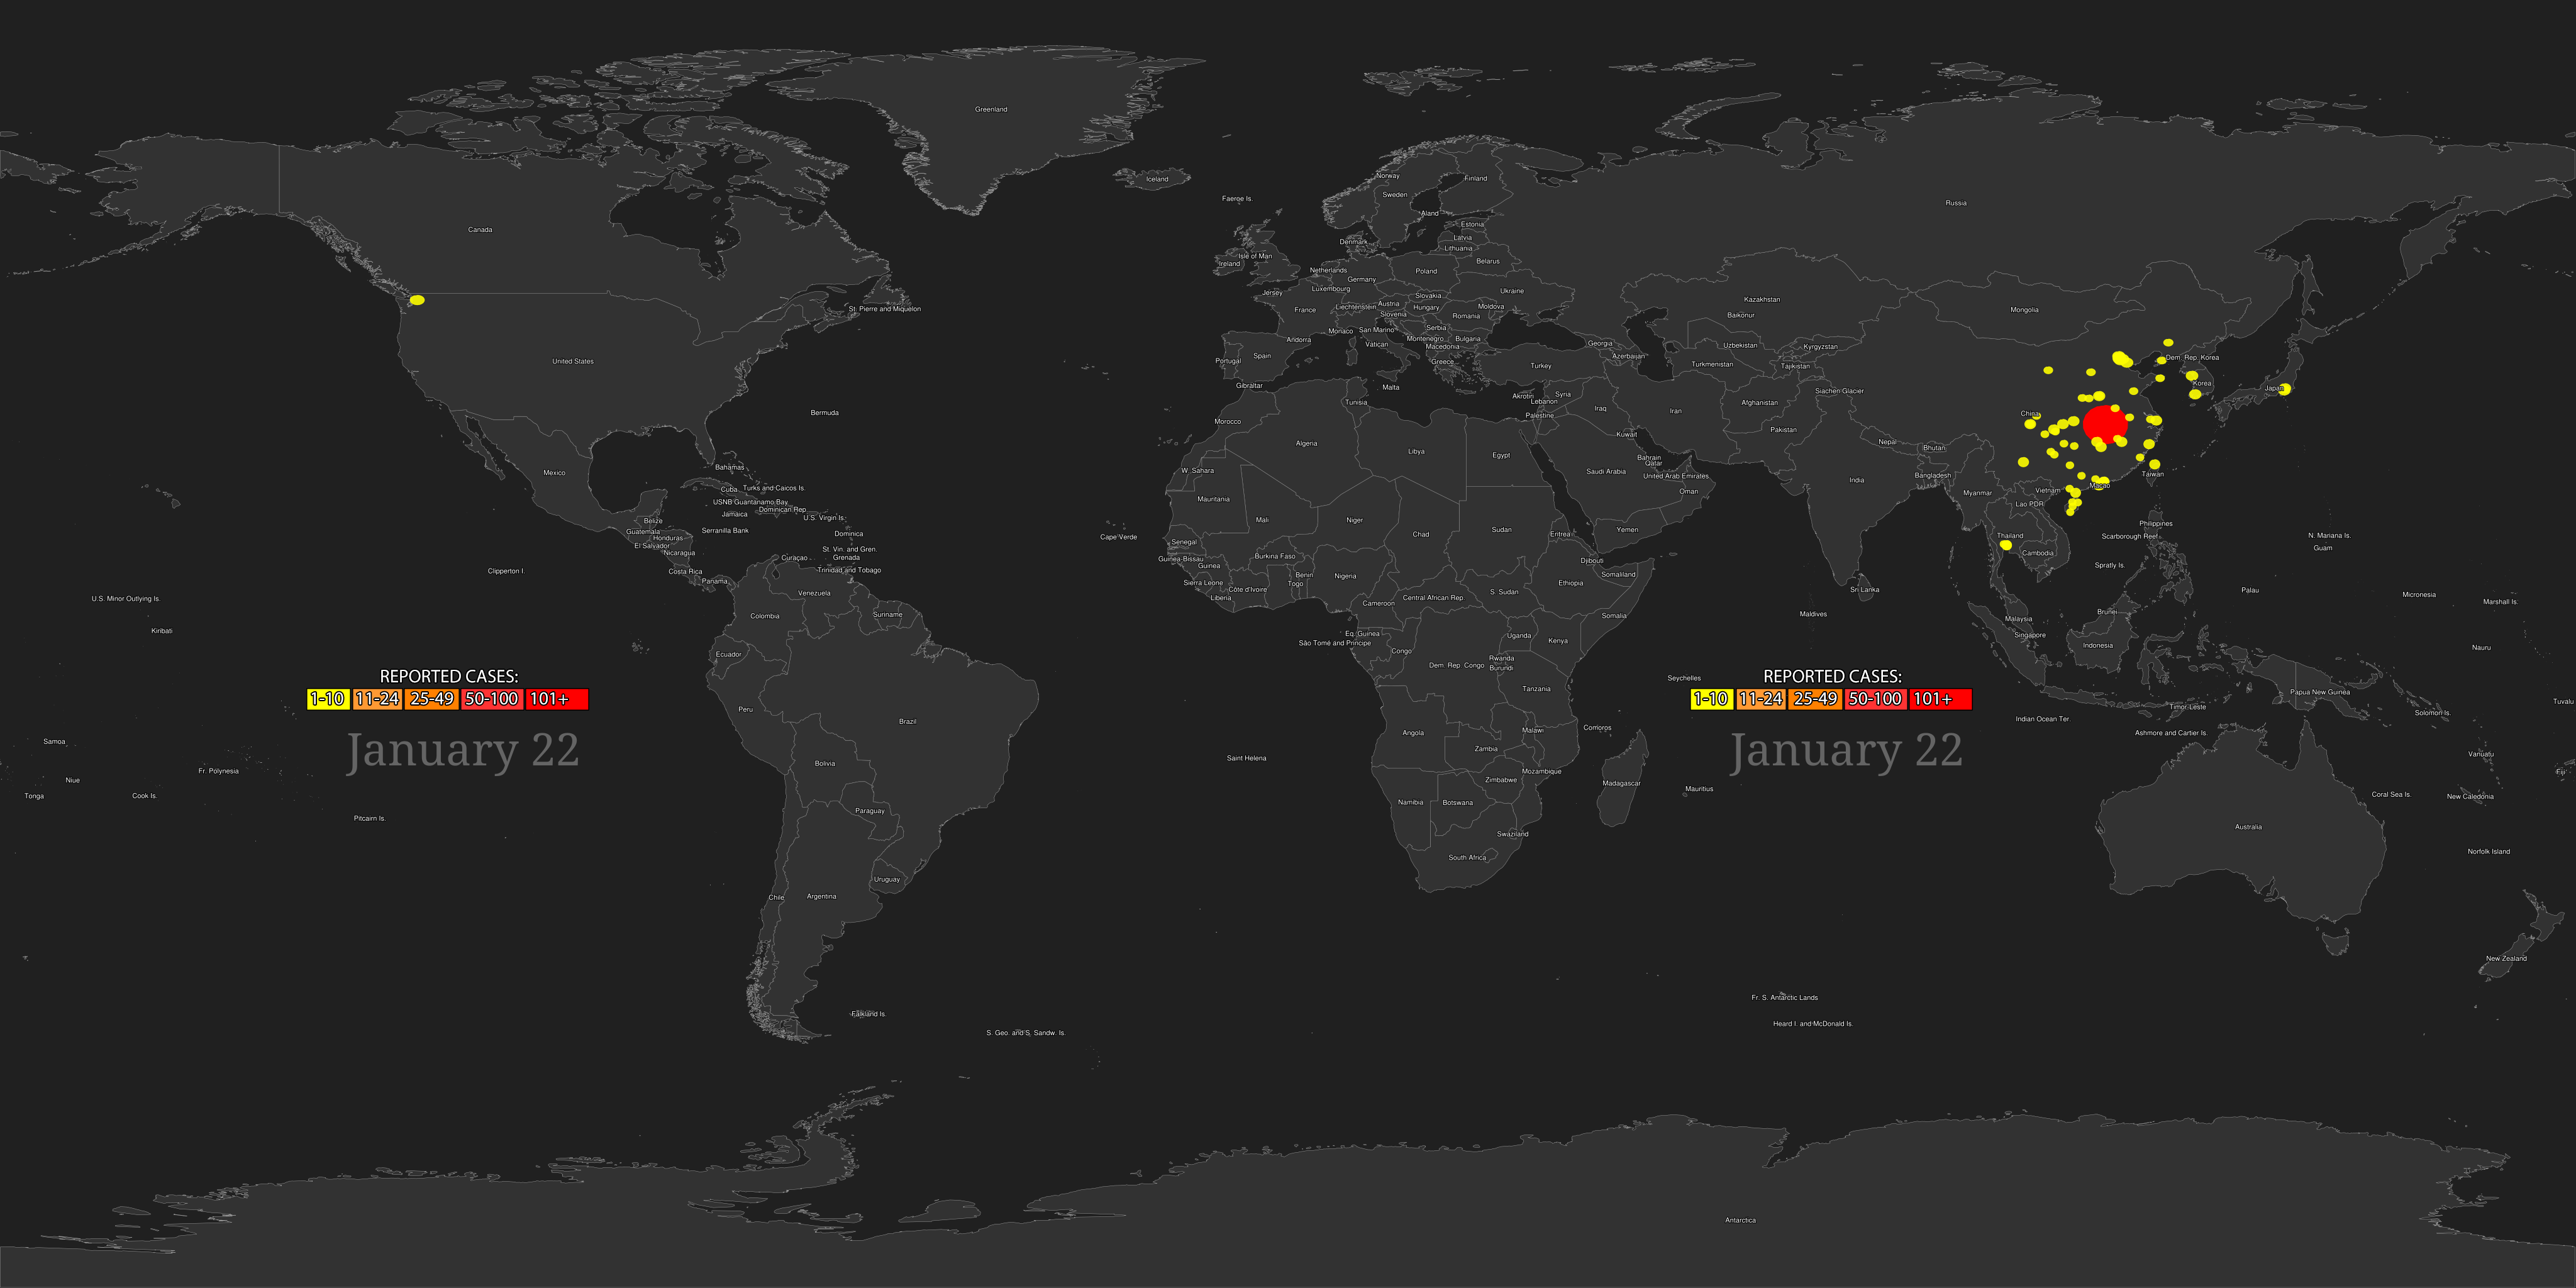 Greenland
Iceland
Faeroe Is.
Norway
Finland
Sweden
Aland
Estonia
Latvia
Lithuania
Denmark
Belarus
Isle of Man
Ireland
Netherlands
Poland
Germany
Luxembourg
Jersey
Slovakia
Ukraine
Austria
Liechtenstein
Hungary
Moldova
France
Slovenia
Romania
Monaco
San Marino
Serbia
Andorra
Vatican
Montenegro
Bulgaria
Macedonia
Portugal
Spain
Greece
Gibraltar
Malta
Turkey
Georgia
Azerbaijan
Russia
Kazakhstan
Baikonur
Uzbekistan
Kyrgyzstan
Turkmenistan
Tajikistan
Mongolia
Siachen Glacier
Dem. Rep. Korea
Korea
Japan
China
Canada
St. Pierre and Miquelon
United States
Bermuda
Mexico
Bahamas
Cuba
Turks and Caicos Is.
USNB Guantanamo Bay
Dominican Rep.
Jamaica
U.S. Virgin Is.
Belize
Guatemala
Honduras
Serranilla Bank
El Salvador
Nicaragua
Dominica
St. Vin. and Gren.
Grenada
Curaçao
Trinidad and Tobago
Costa Rica
Panama
Clipperton I.
U.S. Minor Outlying Is.
Kiribati
Venezuela
Colombia
Suriname
Ecuador
Peru
Brazil
Bolivia
Paraguay
Uruguay
Chile
Argentina
Falkland Is.
S. Geo. and S. Sandw. Is.
Samoa
Niue
Tonga
Cook Is.
Fr. Polynesia
Pitcairn Is.
Cape Verde
Tunisia
Morocco
Algeria
Libya
Egypt
W. Sahara
Mauritania
Mali
Niger
Chad
Sudan
Eritrea
Senegal
Guinea-Bissau
Guinea
Burkina Faso
Sierra Leone
Liberia
Côte d'Ivoire
Togo
Benin
Nigeria
Cameroon
Central African Rep.
S. Sudan
Ethiopia
Djibouti
Somaliland
Somalia
Eq. Guinea
São Tomé and Principe
Congo
Dem. Rep. Congo
Uganda
Kenya
Rwanda
Burundi
Tanzania
Seychelles
Comoros
Angola
Malawi
Zambia
Mozambique
Zimbabwe
Madagascar
Mauritius
Namibia
Botswana
Swaziland
South Africa
Saint Helena
Akrotiri
Syria
Lebanon
Palestine
Iraq
Iran
Kuwait
Bahrain
Qatar
Saudi Arabia
United Arab Emirates
Oman
Yemen
Afghanistan
Pakistan
Nepal
Bhutan
India
Bangladesh
Myanmar
Sri Lanka
Maldives
Vietnam
Macao
Taiwan
Lao PDR
Thailand
Cambodia
Philippines
Scarborough Reef
Spratly Is.
N. Mariana Is.
Guam
Palau
Micronesia
Marshall Is.
Nauru
Brunei
Malaysia
Singapore
Indonesia
Papua New Guinea
Timor-Leste
Solomon Is.
Tuvalu
Indian Ocean Ter.
Ashmore and Cartier Is.
Vanuatu
Fiji
Coral Sea Is.
New Caledonia
Australia
Norfolk Island
New Zealand
Fr. S. Antarctic Lands
Heard I. and McDonald Is.
Antarctica
REPORTED CASES:
1-10 11-24 25-49 50-100 101+
January 22
REPORTED CASES:
1-10 11-24 25-49 50-100 101+
January 22